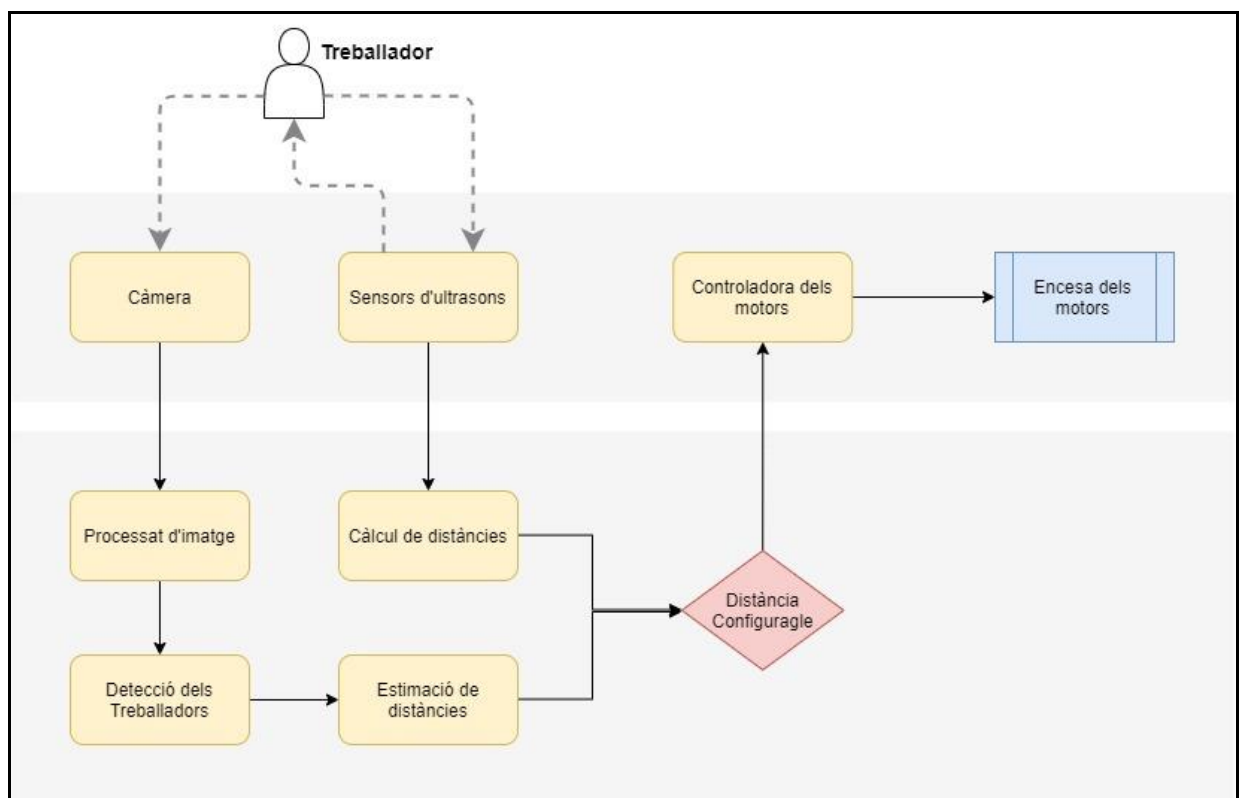 Treballador
Càmera
Sensors d'ultrasons
Controladora dels
motors
Encesa dels
motors
Processat d'imatge
Càlcul de distàncies
Distància
Configuragle
Detecció dels
Treballadors
Estimació de
distàncies